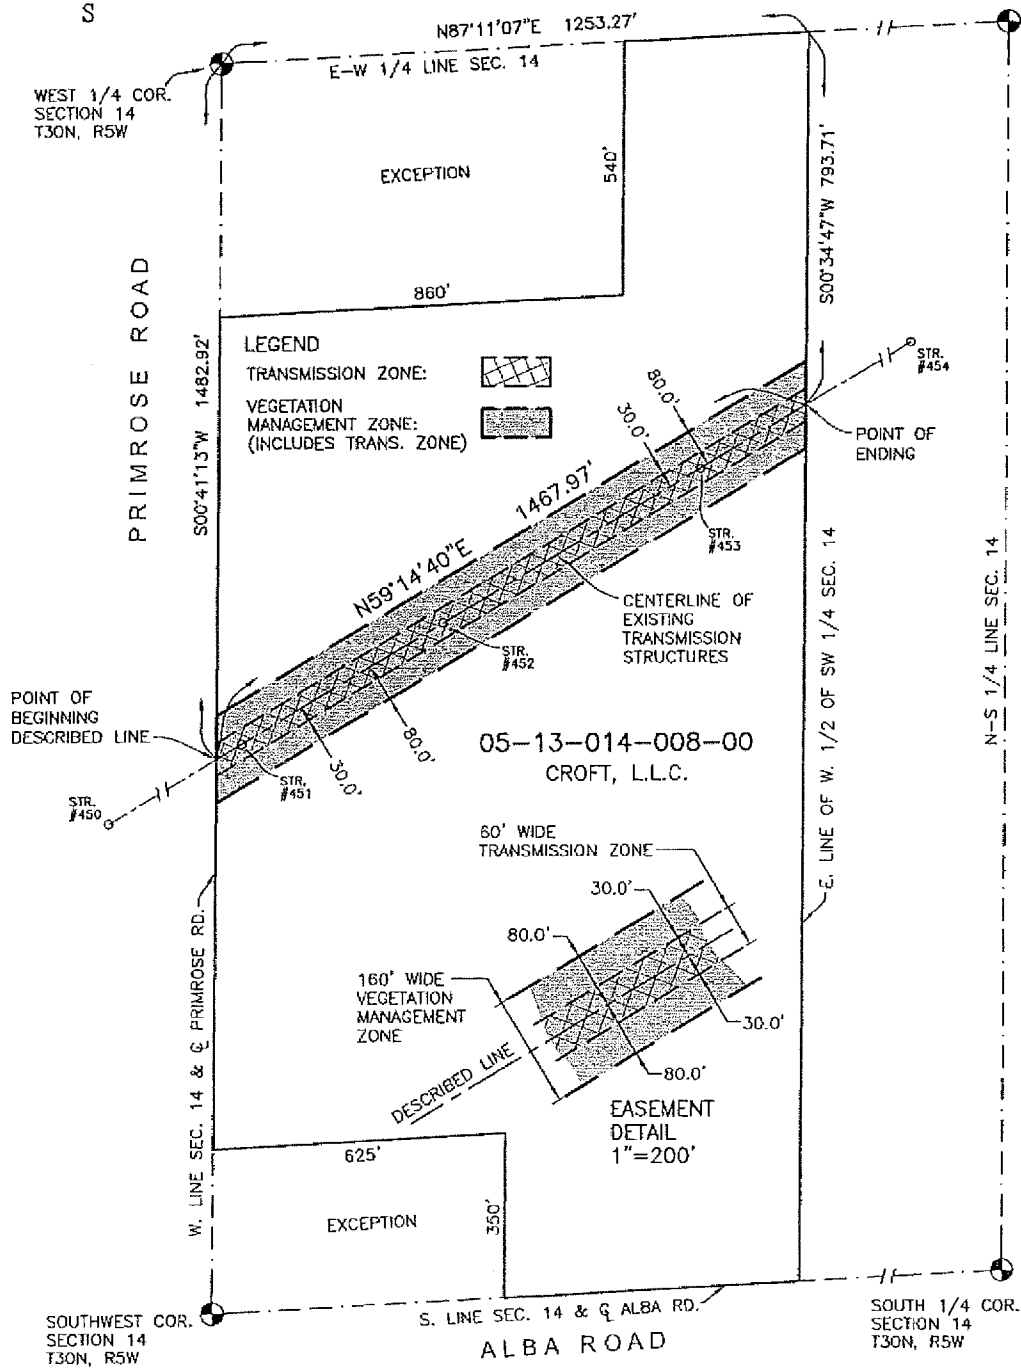 S
N87°11'07"E 1253.27'
E-W 1/4 LINE SEC. 14
WEST 1/4 COR.
SECTION 14
T30N, R5W
EXCEPTION
540'
860'
S00°34'47"W 793.71'
PRIMROSE ROAD
S00°41'13"W 1482.92'
LEGEND
TRANSMISSION ZONE:
VEGETATION
MANAGEMENT ZONE:
(INCLUDES TRANS. ZONE)
STR.
#454
80.0'
30.0'
POINT OF
ENDING
N59°14'40"E 1467.97'
STR.
#453
CENTERLINE OF
EXISTING
TRANSMISSION
STRUCTURES
STR.
#452
POINT OF
BEGINNING
DESCRIBED LINE
STR.
#451
30.0'
80.0'
STR.
#450
05-13-014-008-00
CROFT, L.L.C.
E. LINE OF W. 1/2 OF SW 1/4 SEC. 14
N-S 1/4 LINE SEC. 14
60' WIDE
TRANSMISSION ZONE
30.0'
80.0'
160' WIDE
VEGETATION
MANAGEMENT
ZONE
30.0'
80.0'
DESCRIBED LINE
EASEMENT
DETAIL
1"=200'
W. LINE SEC. 14 & ℄ PRIMROSE RD.
625'
EXCEPTION
350'
SOUTHWEST COR.
SECTION 14
T30N, R5W
S. LINE SEC. 14 & ℄ ALBA RD.
ALBA ROAD
SOUTH 1/4 COR.
SECTION 14
T30N, R5W